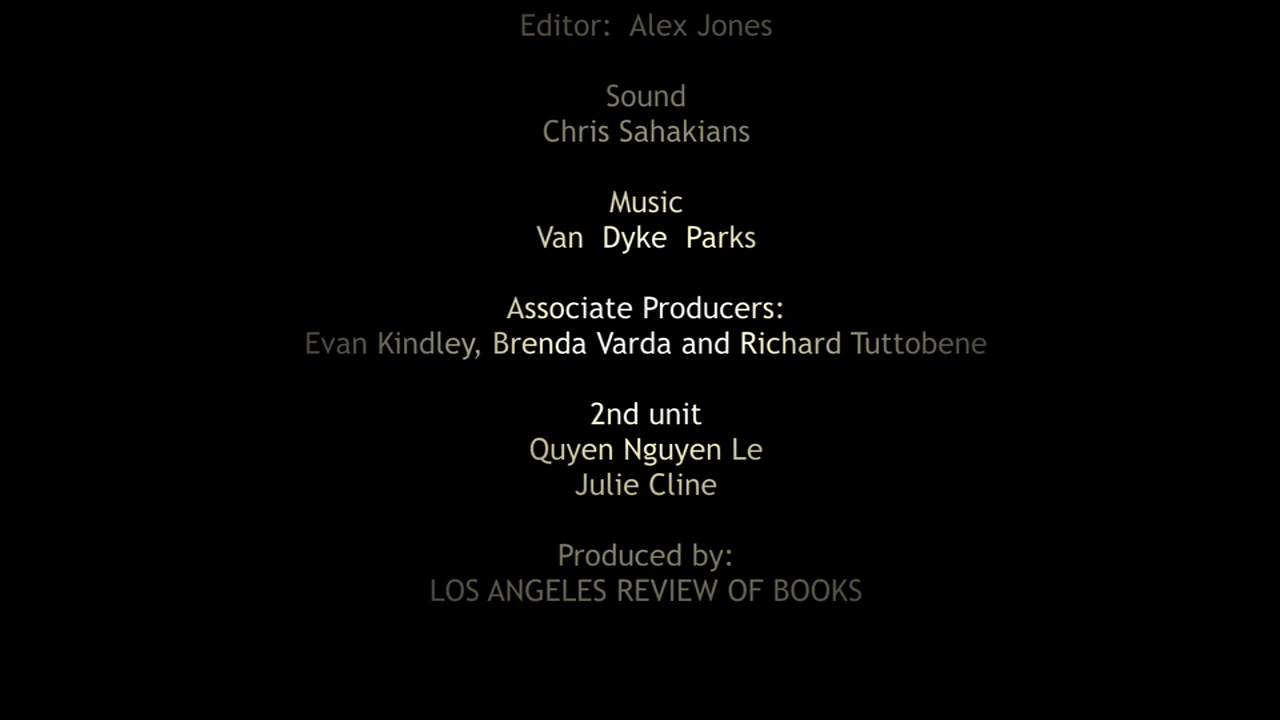 Editor: Alex Jones
Sound
Chris Sahakians
Music
Van Dyke Parks
Associate Producers:
Evan Kindley, Brenda Varda and Richard Tuttobene
2nd unit
Quyen Nguyen Le
Julie Cline
Produced by:
LOS ANGELES REVIEW OF BOOKS